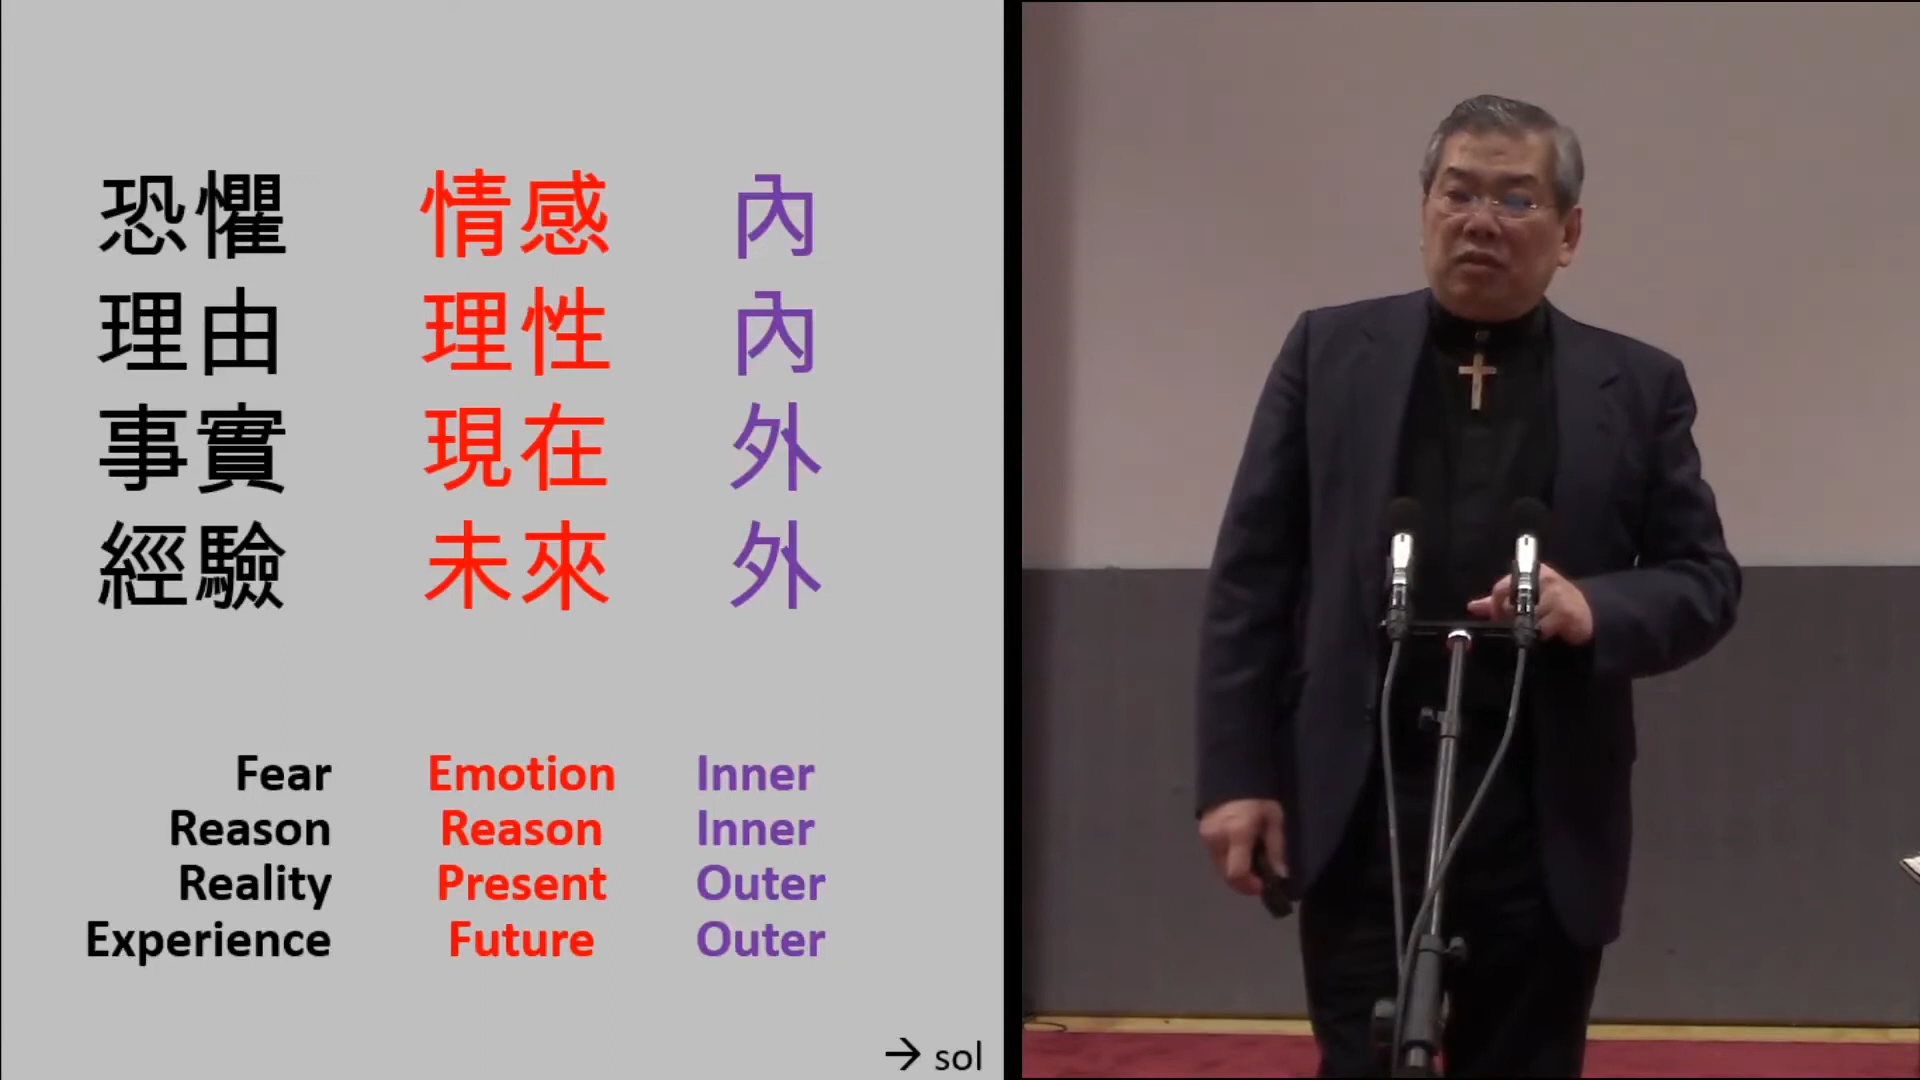 恐懼 情感 內
理由 理性 內
事實 現在 外
經驗 未來 外
Fear Emotion Inner
Reason Reason Inner
Reality Present Outer
Experience Future Outer
→ sol